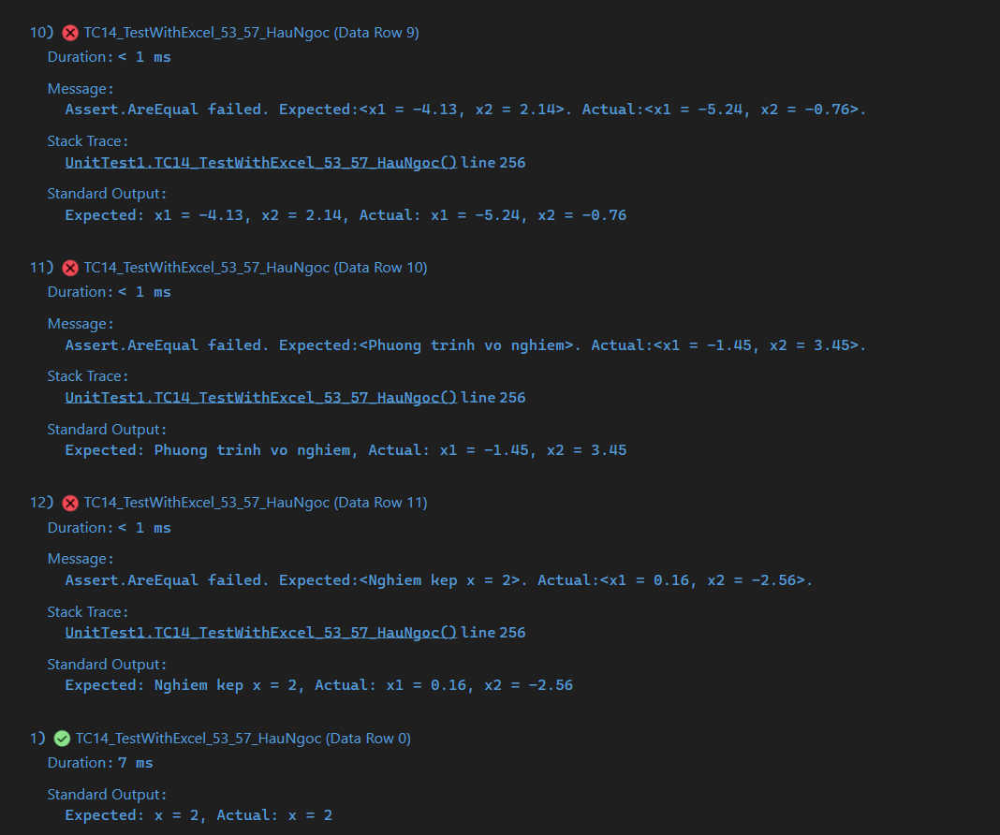 10) TC14_TestWithExcel_53_57_HauNgoc (Data Row 9)
Duration: < 1 ms
Message:
Assert.AreEqual failed. Expected:<x1 = -4.13, x2 = 2.14>. Actual:<x1 = -5.24, x2 = -0.76>.
Stack Trace:
UnitTest1.TC14_TestWithExcel_53_57_HauNgoc() line 256
Standard Output:
Expected: x1 = -4.13, x2 = 2.14, Actual: x1 = -5.24, x2 = -0.76
11) TC14_TestWithExcel_53_57_HauNgoc (Data Row 10)
Duration: < 1 ms
Message:
Assert.AreEqual failed. Expected:<Phuong trinh vo nghiem>. Actual:<x1 = -1.45, x2 = 3.45>.
Stack Trace:
UnitTest1.TC14_TestWithExcel_53_57_HauNgoc() line 256
Standard Output:
Expected: Phuong trinh vo nghiem, Actual: x1 = -1.45, x2 = 3.45
12) TC14_TestWithExcel_53_57_HauNgoc (Data Row 11)
Duration: < 1 ms
Message:
Assert.AreEqual failed. Expected:<Nghiem kep x = 2>. Actual:<x1 = 0.16, x2 = -2.56>.
Stack Trace:
UnitTest1.TC14_TestWithExcel_53_57_HauNgoc() line 256
Standard Output:
Expected: Nghiem kep x = 2, Actual: x1 = 0.16, x2 = -2.56
1) TC14_TestWithExcel_53_57_HauNgoc (Data Row 0)
Duration: 7 ms
Standard Output:
Expected: x = 2, Actual: x = 2